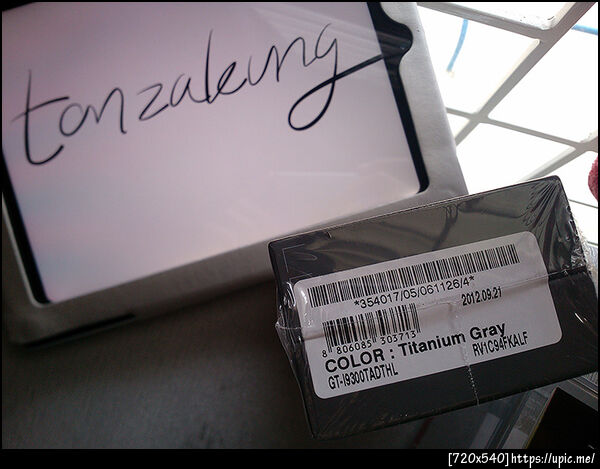 tanzaleung
*354017/05/061126/4*
2012.09.21
8 806085 303713
COLOR : Titanium Gray
GT-I9300TADTHL
RV1C94FKALF
[720x540]https://upic.me/